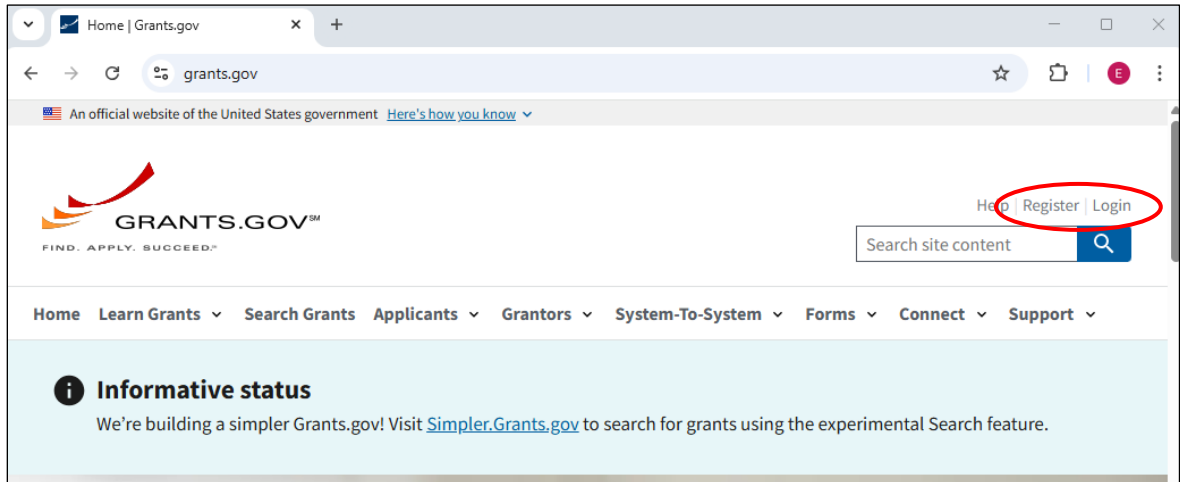 Home | Grants.gov
grants.gov
E
An official website of the United States government Here's how you know
GRANTS.GOV℠
FIND. APPLY. SUCCEED.℠
Help | Register | Login
Search site content
Home Learn Grants Search Grants Applicants Grantors System-To-System Forms Connect Support
Informative status
We're building a simpler Grants.gov! Visit Simpler.Grants.gov to search for grants using the experimental Search feature.